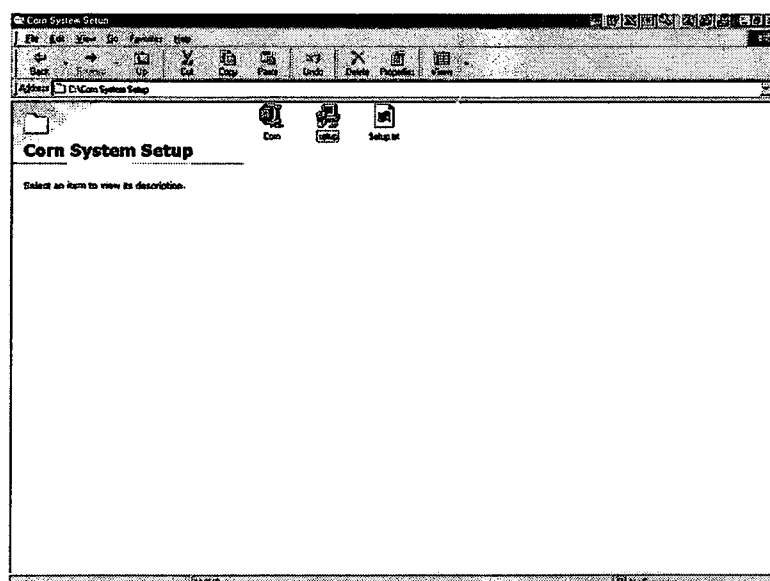 Corn System Setup
File Edit View Go Favorites Help
Back Forward Up Cut Copy Paste Undo Delete Properties Views
Address C:\Corn System Setup
Corn setup Setup.lst
Corn System Setup
Select an item to view its description.